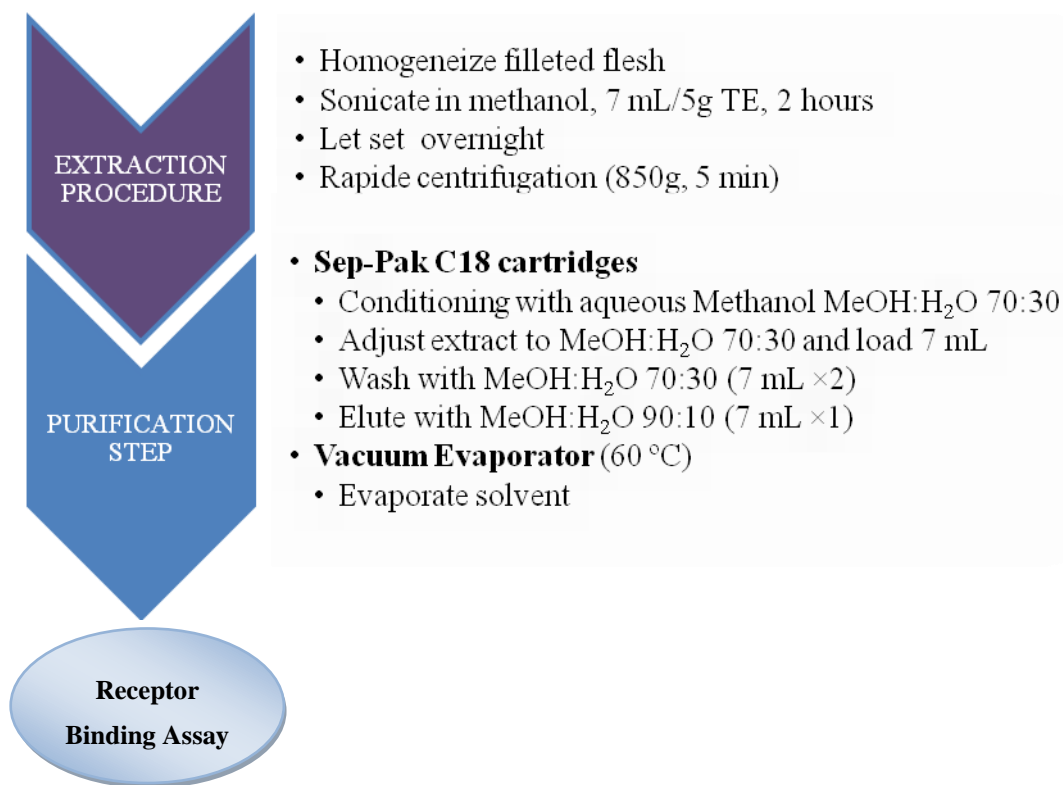 EXTRACTION
PROCEDURE
• Homogeneize filleted flesh
• Sonicate in methanol, 7 mL/5g TE, 2 hours
• Let set overnight
• Rapide centrifugation (850g, 5 min)
PURIFICATION
STEP
• Sep-Pak C18 cartridges
• Conditioning with aqueous Methanol MeOH:H₂O 70:30
• Adjust extract to MeOH:H₂O 70:30 and load 7 mL
• Wash with MeOH:H₂O 70:30 (7 mL ×2)
• Elute with MeOH:H₂O 90:10 (7 mL ×1)
• Vacuum Evaporator (60 °C)
• Evaporate solvent
Receptor
Binding Assay